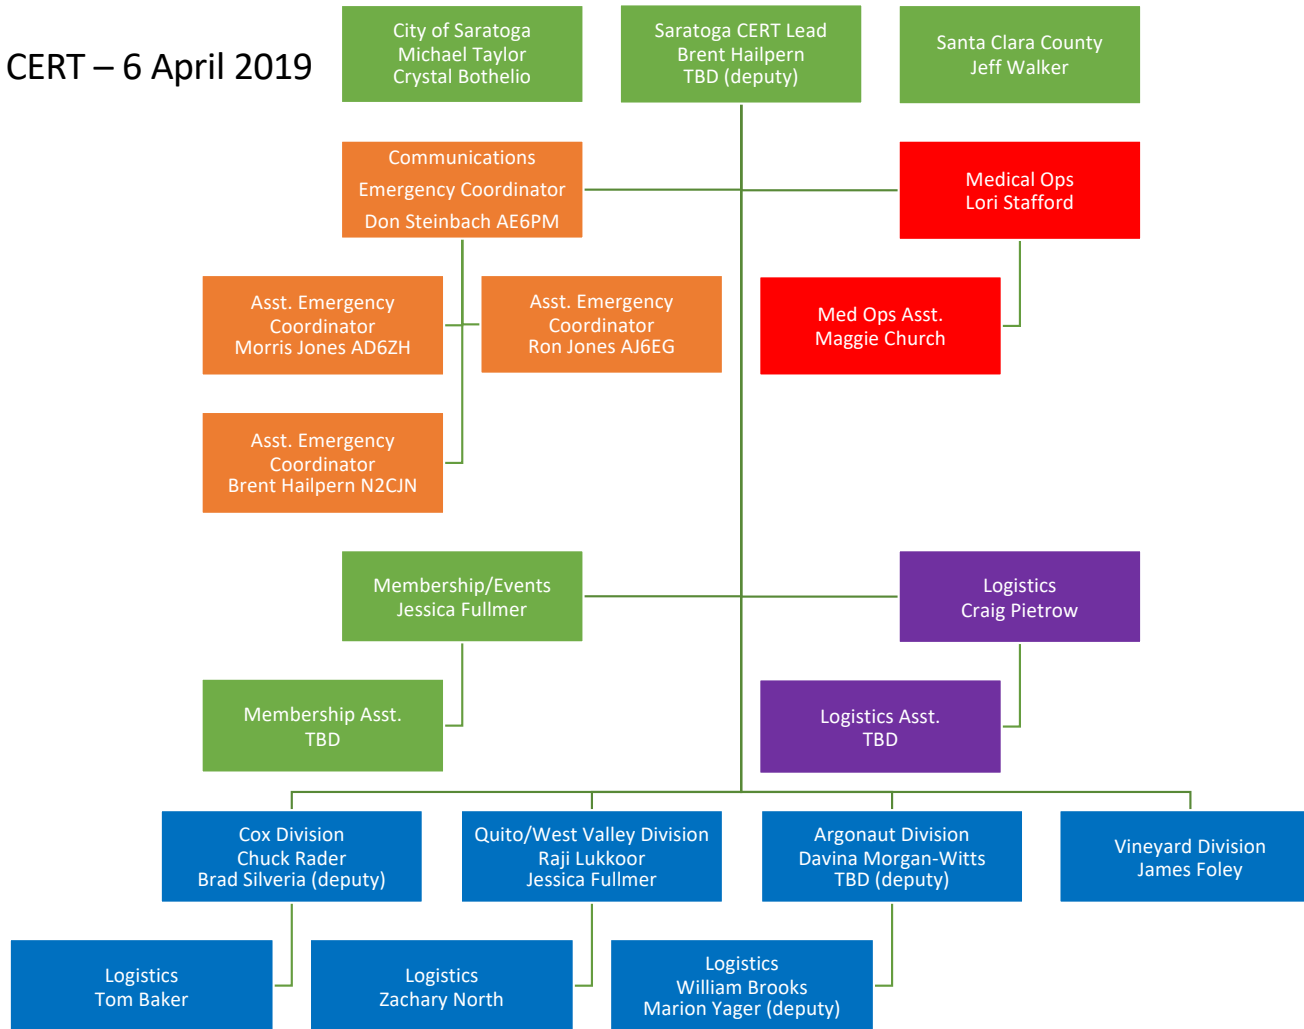 CERT – 6 April 2019
City of Saratoga
Michael Taylor
Crystal Bothelio
Saratoga CERT Lead
Brent Hailpern
TBD (deputy)
Santa Clara County
Jeff Walker
Communications
Emergency Coordinator
Don Steinbach AE6PM
Medical Ops
Lori Stafford
Asst. Emergency
Coordinator
Morris Jones AD6ZH
Asst. Emergency
Coordinator
Ron Jones AJ6EG
Med Ops Asst.
Maggie Church
Asst. Emergency
Coordinator
Brent Hailpern N2CJN
Membership/Events
Jessica Fullmer
Logistics
Craig Pietrow
Membership Asst.
TBD
Logistics Asst.
TBD
Cox Division
Chuck Rader
Brad Silveria (deputy)
Quito/West Valley Division
Raji Lukkoor
Jessica Fullmer
Argonaut Division
Davina Morgan-Witts
TBD (deputy)
Vineyard Division
James Foley
Logistics
Tom Baker
Logistics
Zachary North
Logistics
William Brooks
Marion Yager (deputy)